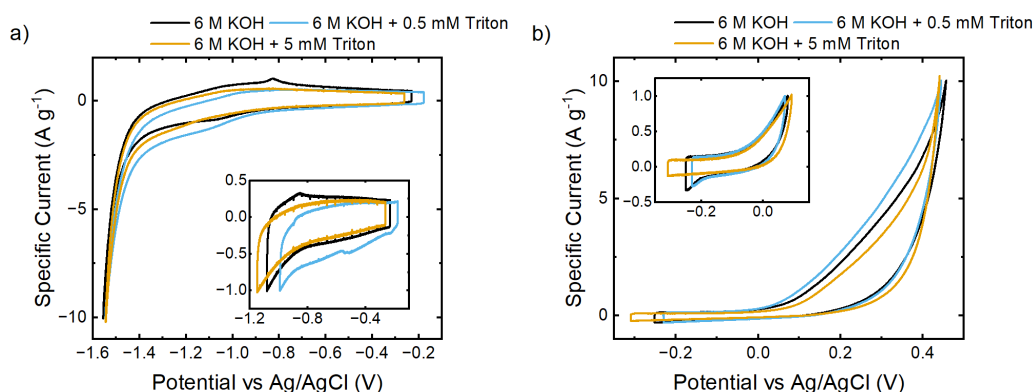 a)
6 M KOH
6 M KOH + 0.5 mM Triton
6 M KOH + 5 mM Triton
Specific Current (A g⁻¹)
0
−5
−10
0.5
0.0
−0.5
−1.0
−1.2 −0.8 −0.4
−1.6 −1.4 −1.2 −1.0 −0.8 −0.6 −0.4 −0.2
Potential vs Ag/AgCl (V)
b)
6 M KOH
6 M KOH + 0.5 mM Triton
6 M KOH + 5 mM Triton
Specific Current (A g⁻¹)
10
5
0
1.0
0.5
0.0
−0.5
−0.2 0.0
−0.2 0.0 0.2 0.4
Potential vs Ag/AgCl (V)